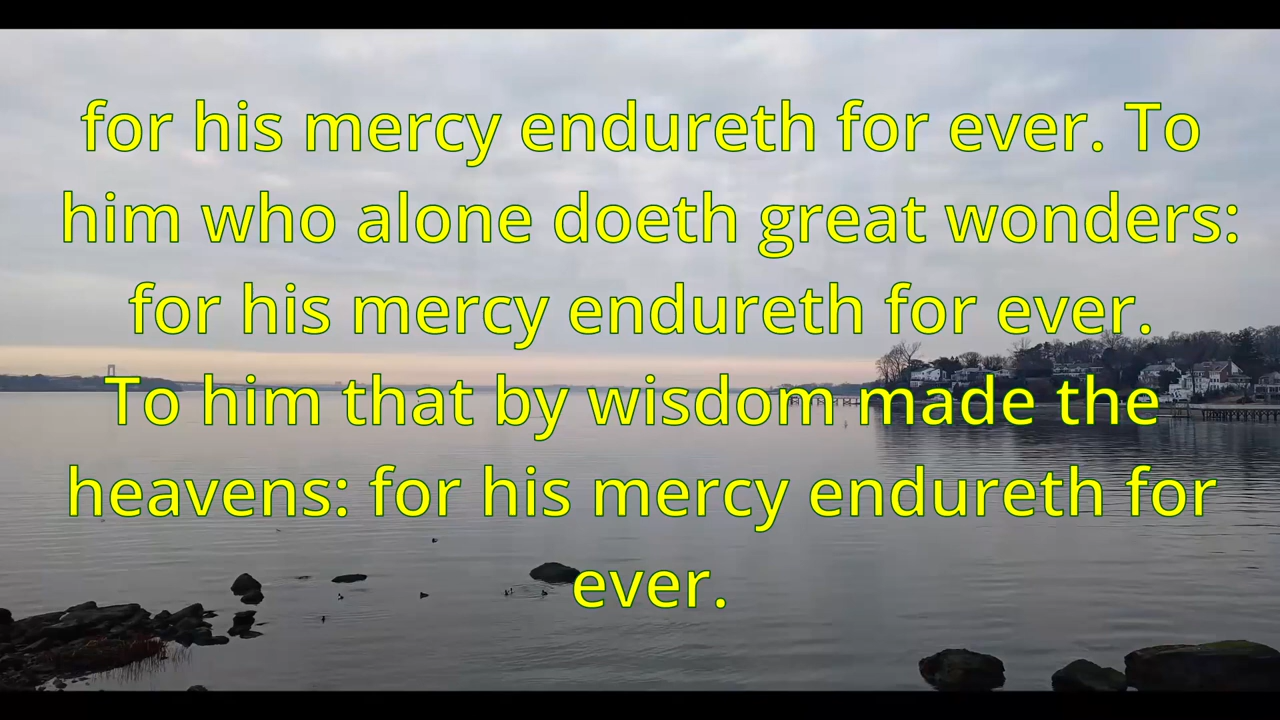 for his mercy endureth for ever. To
him who alone doeth great wonders:
for his mercy endureth for ever.
To him that by wisdom made the
heavens: for his mercy endureth for
ever.